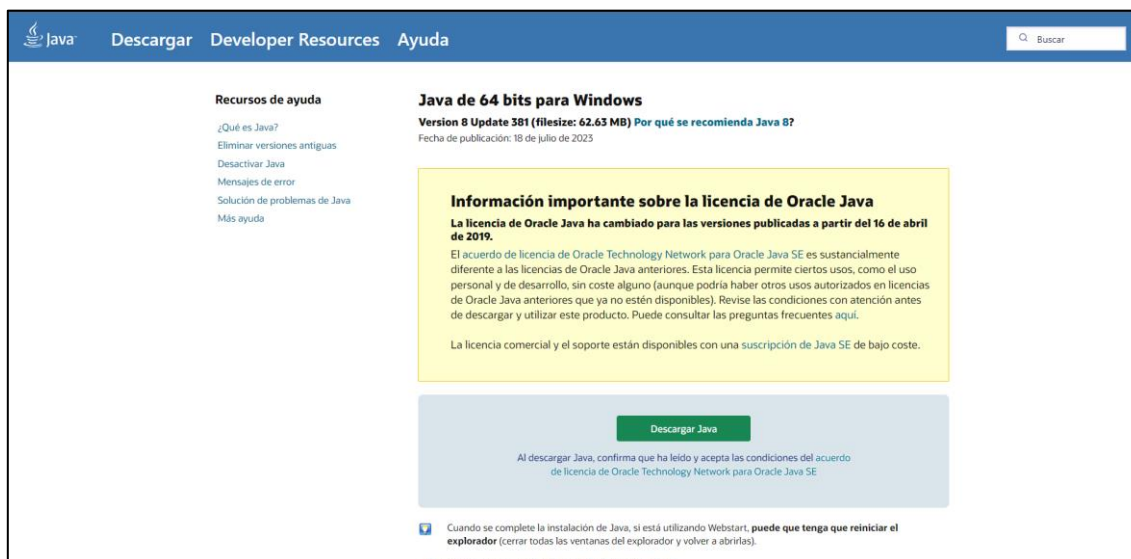 Java
Descargar Developer Resources Ayuda
Buscar
Recursos de ayuda
¿Qué es Java?
Eliminar versiones antiguas
Desactivar Java
Mensajes de error
Solución de problemas de Java
Más ayuda
Java de 64 bits para Windows
Version 8 Update 381 (filesize: 62.63 MB) Por qué se recomienda Java 8?
Fecha de publicación: 18 de julio de 2023
Información importante sobre la licencia de Oracle Java
La licencia de Oracle Java ha cambiado para las versiones publicadas a partir del 16 de abril
de 2019.
El acuerdo de licencia de Oracle Technology Network para Oracle Java SE es sustancialmente
diferente a las licencias de Oracle Java anteriores. Esta licencia permite ciertos usos, como el uso
personal y de desarrollo, sin coste alguno (aunque podría haber otros usos autorizados en licencias
de Oracle Java anteriores que ya no estén disponibles). Revise las condiciones con atención antes
de descargar y utilizar este producto. Puede consultar las preguntas frecuentes aquí.
La licencia comercial y el soporte están disponibles con una suscripción de Java SE de bajo coste.
Descargar Java
Al descargar Java, confirma que ha leído y acepta las condiciones del acuerdo
de licencia de Oracle Technology Network para Oracle Java SE
Cuando se complete la instalación de Java, si está utilizando Webstart, puede que tenga que reiniciar el
explorador (cerrar todas las ventanas del explorador y volver a abrirlas).